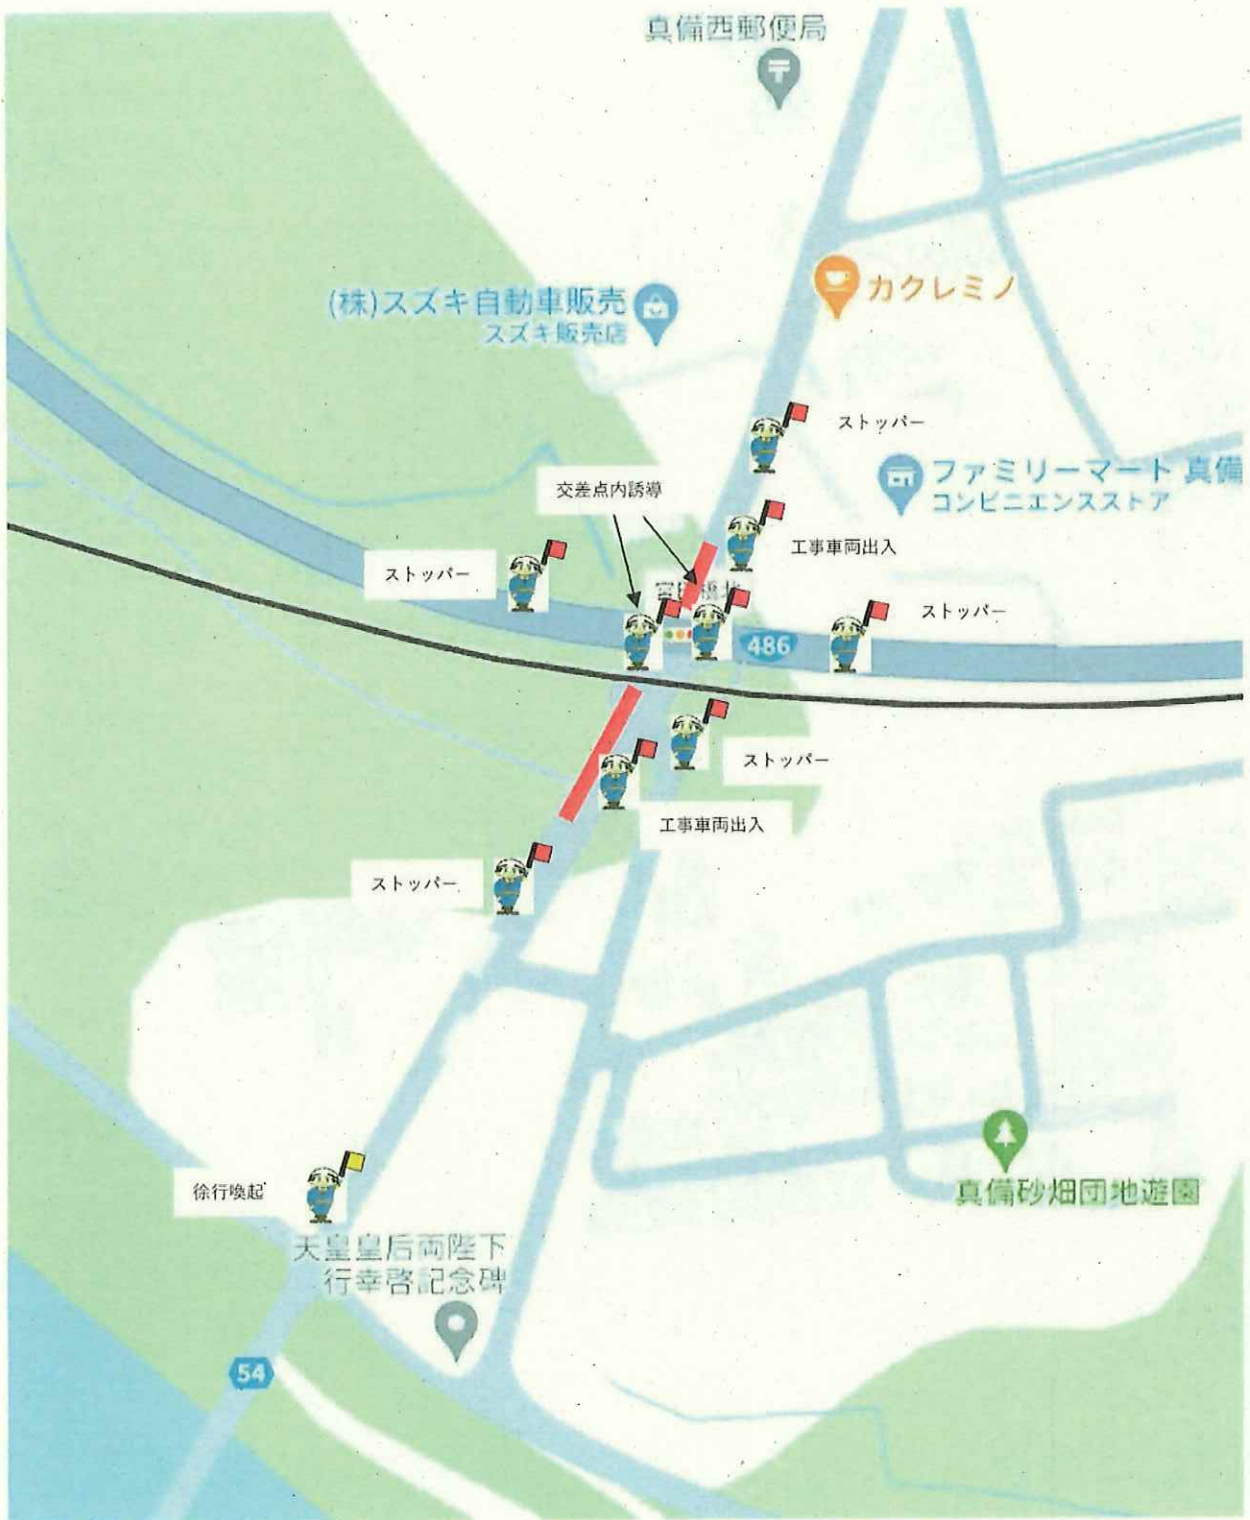 真備西郵便局
カクレミノ
(株)スズキ自動車販売
スズキ販売店
ストッパー
ファミリーマート 真備
コンビニエンスストア
交差点内誘導
工事車両出入
ストッパー
ストッパー
486
ストッパー
工事車両出入
ストッパー
徐行喚起
真備砂畑団地遊園
天皇皇后両陛下
行幸啓記念碑
54